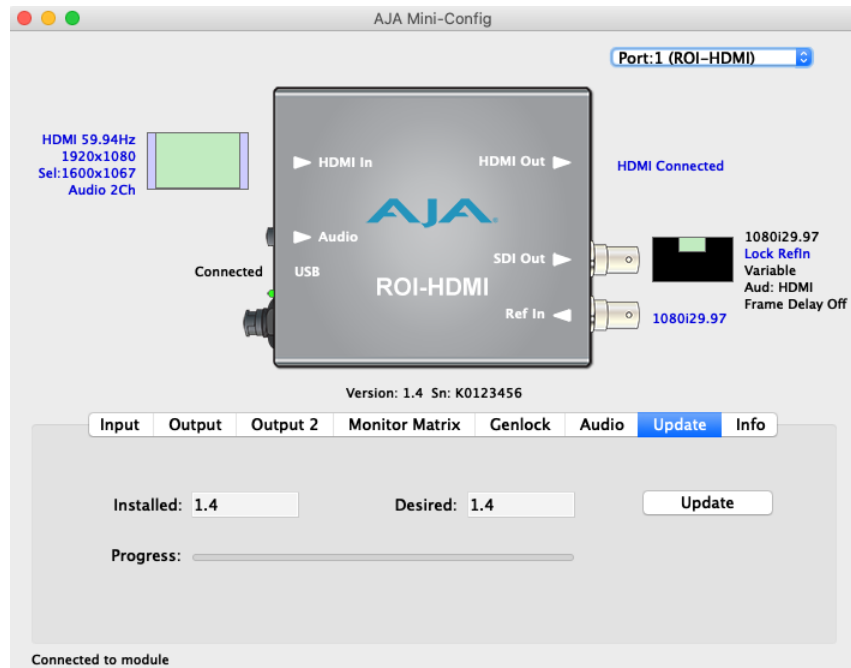 AJA Mini-Config
Port:1 (ROI-HDMI)
HDMI 59.94Hz
1920x1080
Sel:1600x1067
Audio 2Ch
HDMI In
HDMI Out
HDMI Connected
AJA
Audio
Connected
USB
SDI Out
ROI-HDMI
Ref In
1080i29.97
Lock RefIn
Variable
Aud: HDMI
Frame Delay Off
1080i29.97
Version: 1.4 Sn: K0123456
Input Output Output 2 Monitor Matrix Genlock Audio Update Info
Installed: 1.4 Desired: 1.4 Update
Progress:
Connected to module